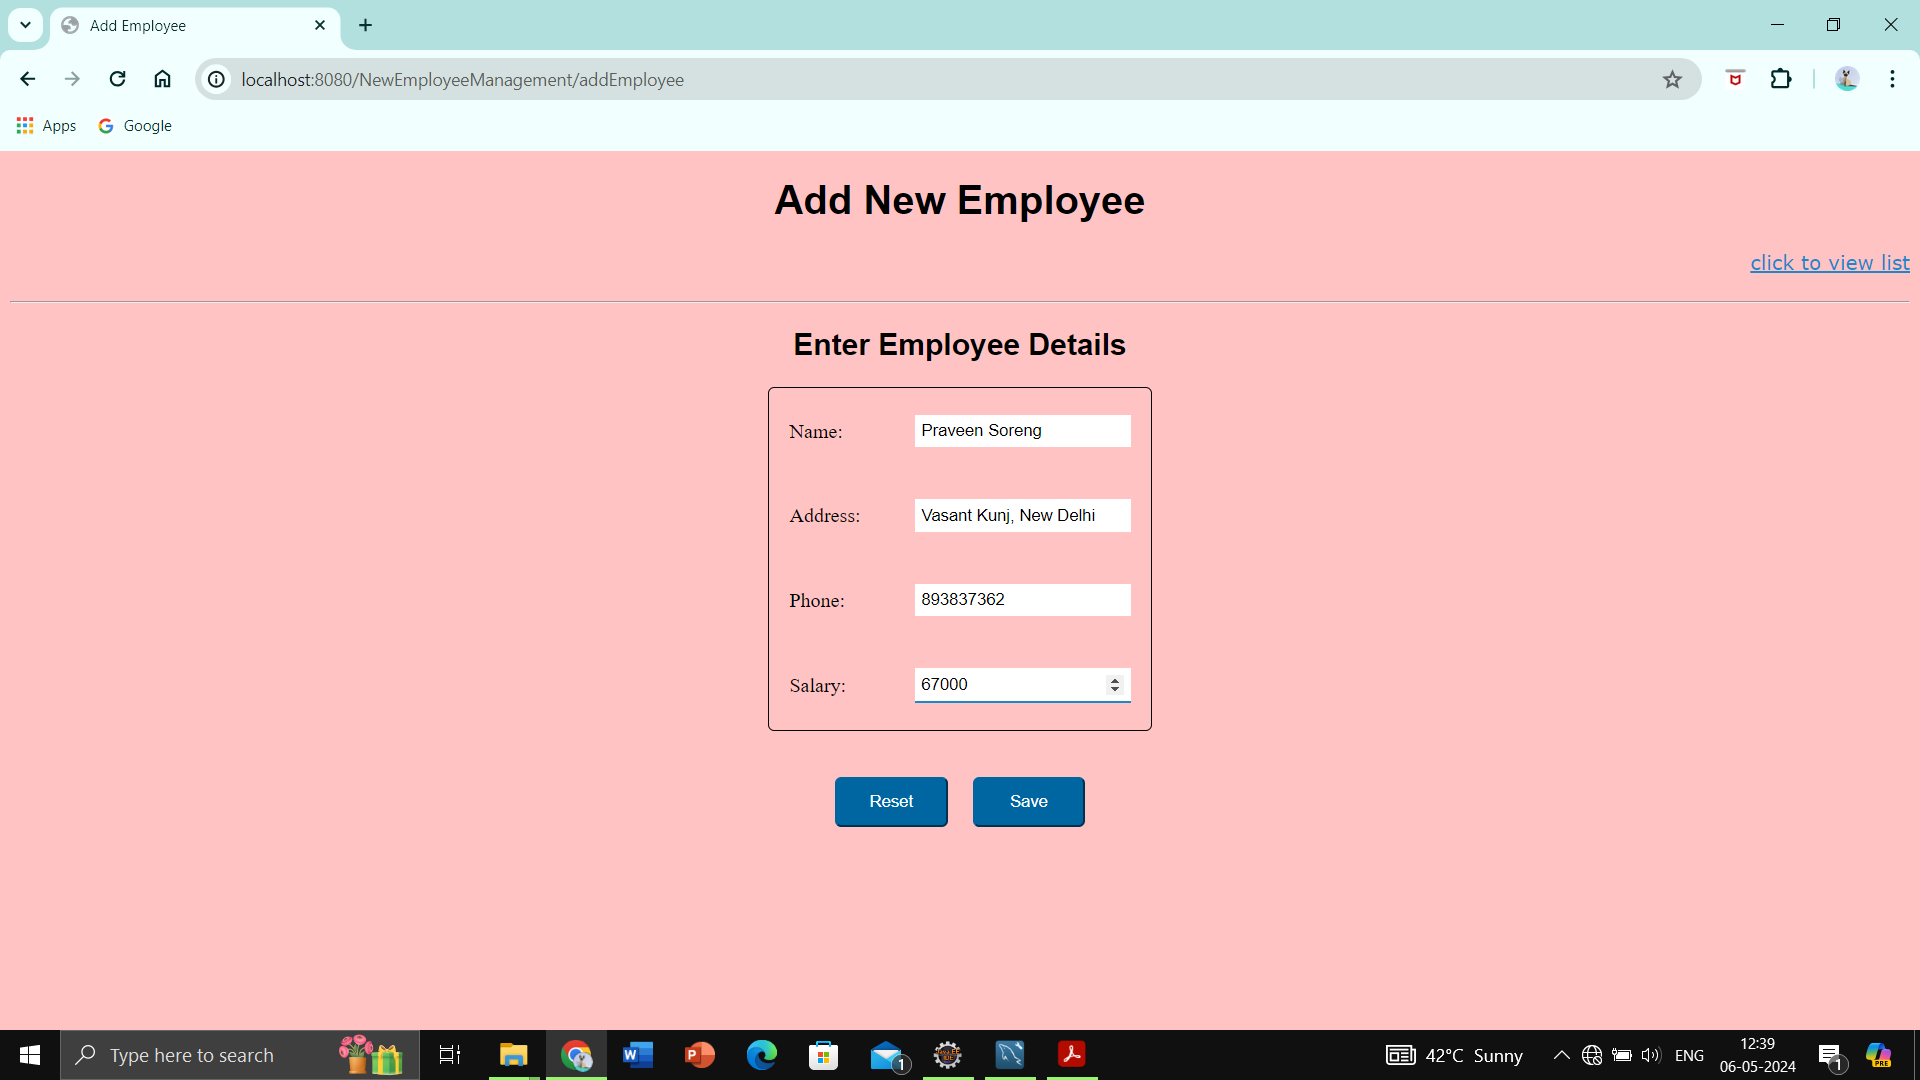 Add Employee
localhost:8080/NewEmployeeManagement/addEmployee
Apps Google
Add New Employee
click to view list
Enter Employee Details
Name: Praveen Soreng
Address: Vasant Kunj, New Delhi
Phone: 893837362
Salary: 67000
Reset Save
Type here to search
1
42°C Sunny
ENG
12:39
06-05-2024
1
PRE